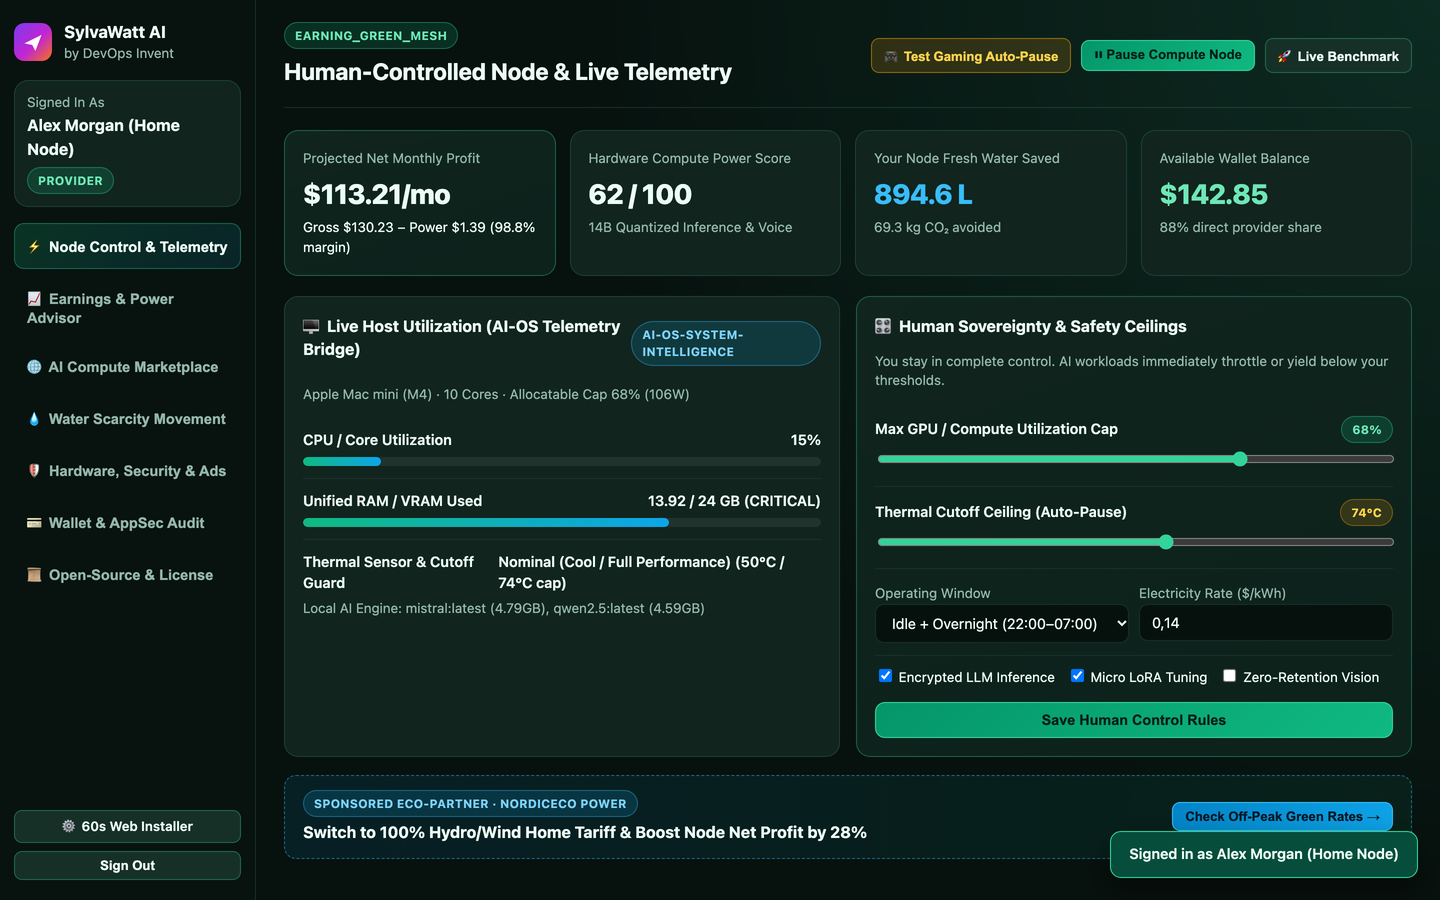 SylvaWatt AI
by DevOps Invent
Signed In As
Alex Morgan (Home
Node)
PROVIDER
Node Control & Telemetry
Earnings & Power
Advisor
AI Compute Marketplace
Water Scarcity Movement
Hardware, Security & Ads
Wallet & AppSec Audit
Open-Source & License
60s Web Installer
Sign Out
EARNING_GREEN_MESH
Human-Controlled Node & Live Telemetry
Test Gaming Auto-Pause
Pause Compute Node
Live Benchmark
Projected Net Monthly Profit
$113.21/mo
Gross $130.23 – Power $1.39 (98.8%
margin)
Hardware Compute Power Score
62 / 100
14B Quantized Inference & Voice
Your Node Fresh Water Saved
894.6 L
69.3 kg CO₂ avoided
Available Wallet Balance
$142.85
88% direct provider share
Live Host Utilization (AI-OS Telemetry
Bridge)
AI-OS-SYSTEM-
INTELLIGENCE
Apple Mac mini (M4) · 10 Cores · Allocatable Cap 68% (106W)
CPU / Core Utilization
15%
Unified RAM / VRAM Used
13.92 / 24 GB (CRITICAL)
Thermal Sensor & Cutoff
Guard
Nominal (Cool / Full Performance) (50°C /
74°C cap)
Local AI Engine: mistral:latest (4.79GB), qwen2.5:latest (4.59GB)
Human Sovereignty & Safety Ceilings
You stay in complete control. AI workloads immediately throttle or yield below your
thresholds.
Max GPU / Compute Utilization Cap
68%
Thermal Cutoff Ceiling (Auto-Pause)
74°C
Operating Window
Idle + Overnight (22:00–07:00)
Electricity Rate ($/kWh)
0,14
Encrypted LLM Inference
Micro LoRA Tuning
Zero-Retention Vision
Save Human Control Rules
SPONSORED ECO-PARTNER · NORDICECO POWER
Switch to 100% Hydro/Wind Home Tariff & Boost Node Net Profit by 28%
Check Off-Peak Green Rates →
Signed in as Alex Morgan (Home Node)